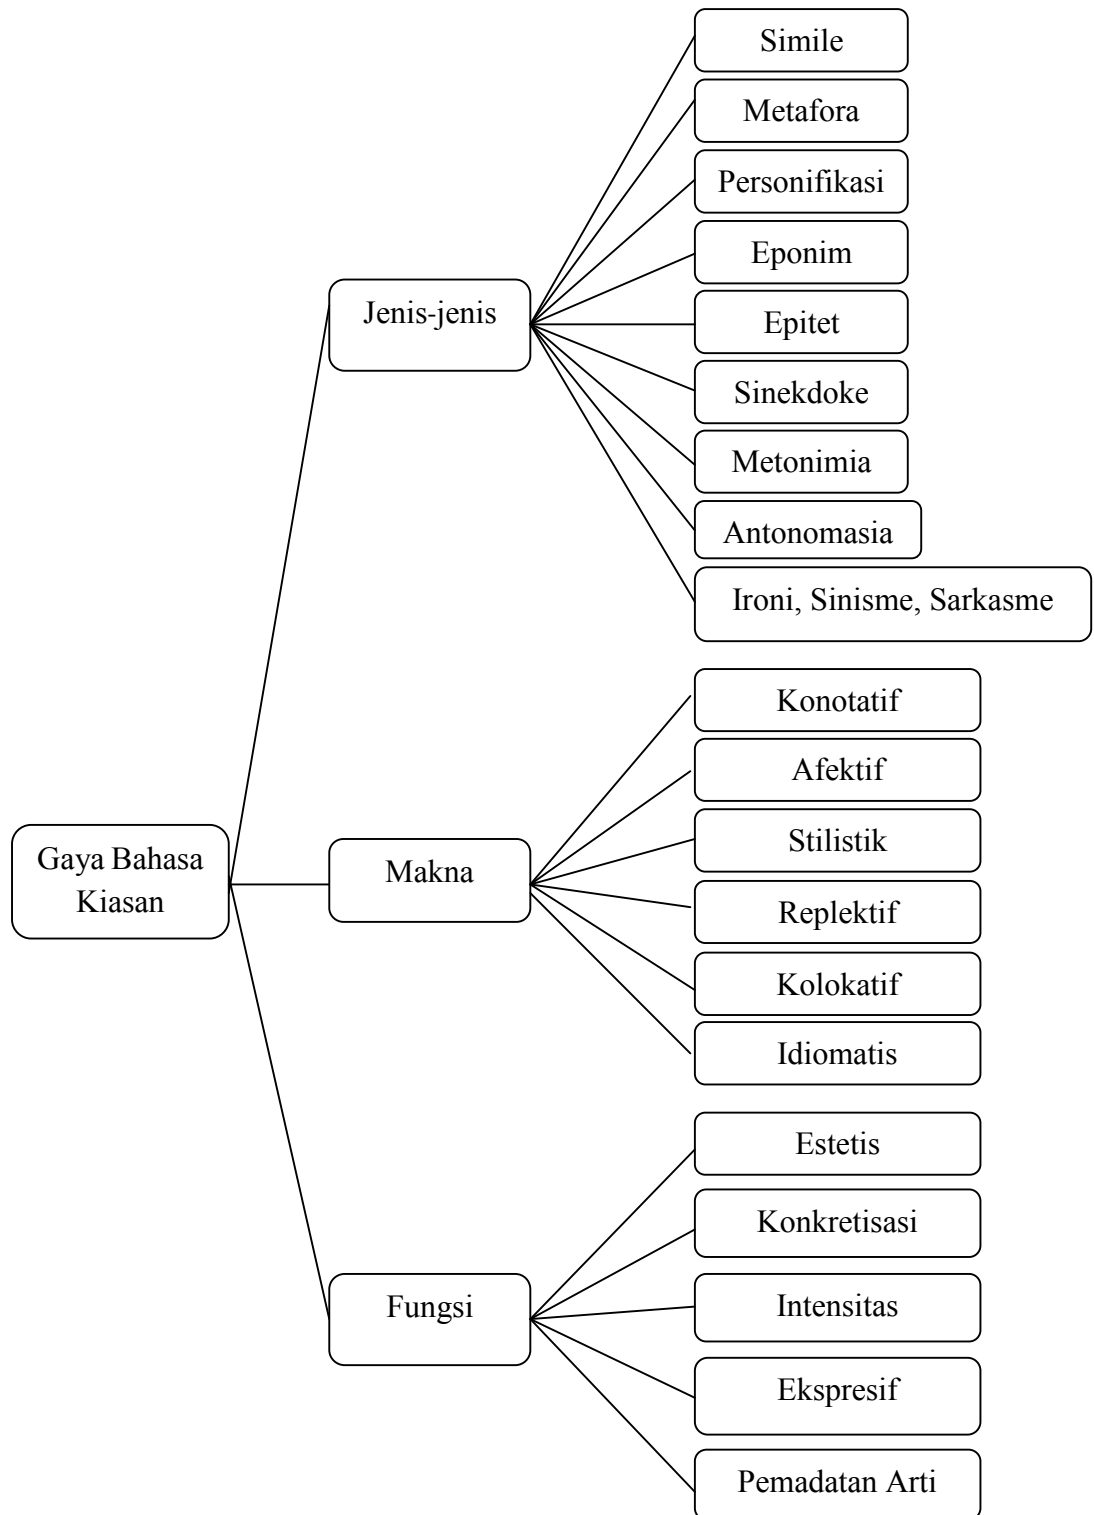 Simile
Metafora
Personifikasi
Eponim
Jenis-jenis
Epitet
Sinekdoke
Metonimia
Antonomasia
Ironi, Sinisme, Sarkasme
Konotatif
Afektif
Gaya Bahasa
Kiasan
Makna
Stilistik
Replektif
Kolokatif
Idiomatis
Estetis
Konkretisasi
Fungsi
Intensitas
Ekspresif
Pemadatan Arti